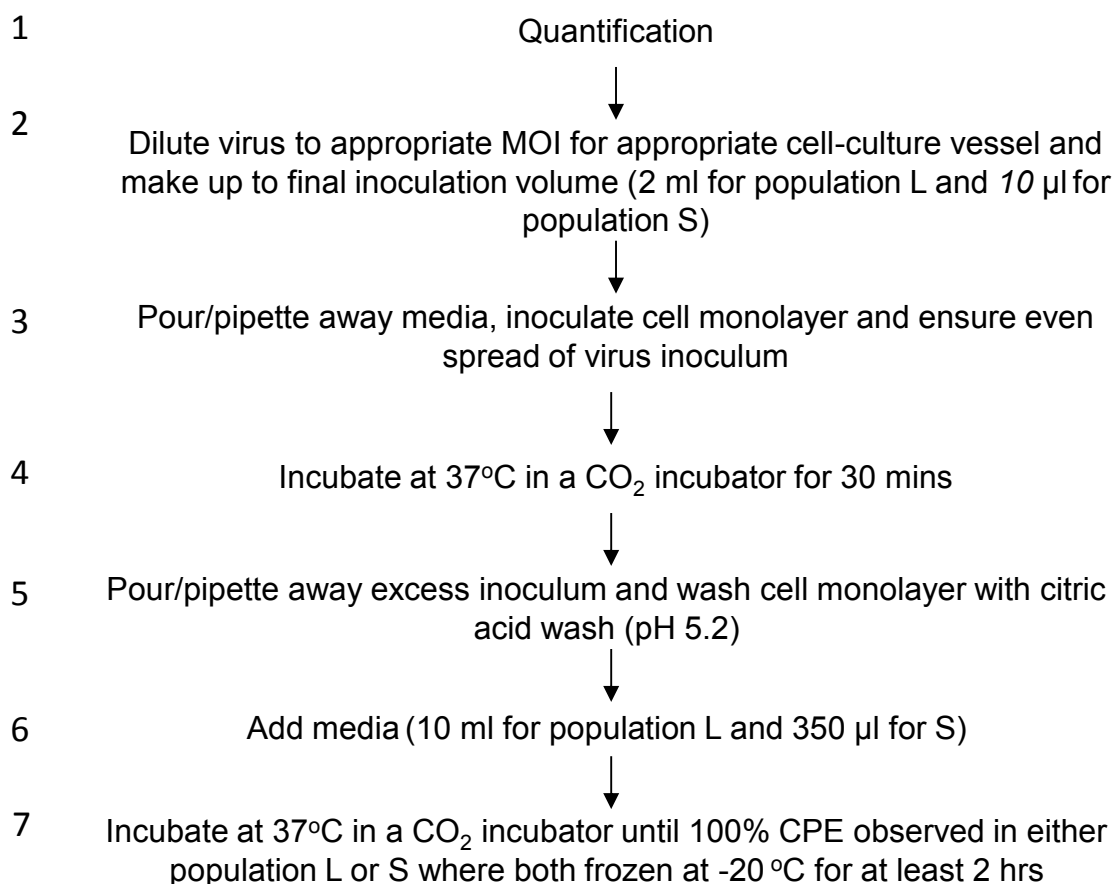 1 Quantification
2 Dilute virus to appropriate MOI for appropriate cell-culture vessel and
make up to final inoculation volume (2 ml for population L and 10 µl for
population S)
3 Pour/pipette away media, inoculate cell monolayer and ensure even
spread of virus inoculum
4 Incubate at 37ºC in a CO₂ incubator for 30 mins
5 Pour/pipette away excess inoculum and wash cell monolayer with citric
acid wash (pH 5.2)
6 Add media (10 ml for population L and 350 µl for S)
7 Incubate at 37ºC in a CO₂ incubator until 100% CPE observed in either
population L or S where both frozen at -20 ºC for at least 2 hrs